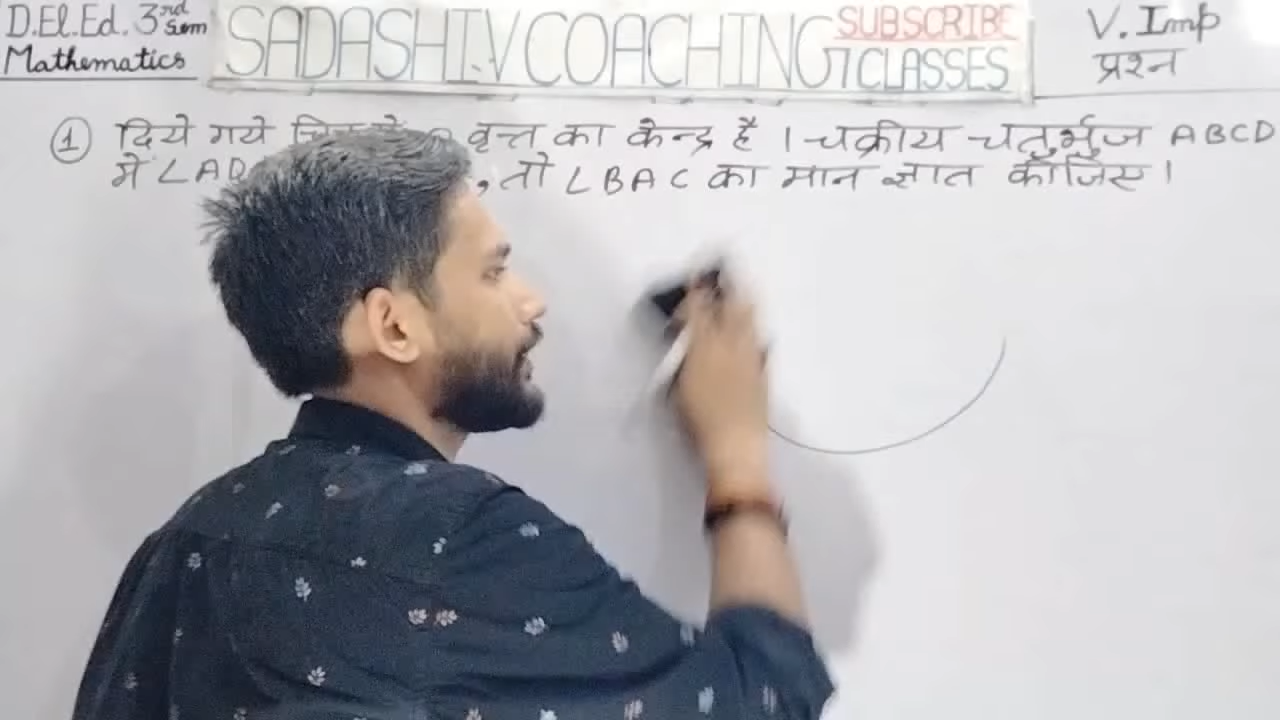 D.El.Ed. 3rd Sem
Mathematics
SADASHIV COACHING CLASSES
SUBSCRIBE
V. Imp
प्रश्न
① दिये गये वृत्त का केन्द्र है । चक्रीय चतुर्भुज ABCD
में ∠AD , तो ∠BAC का मान ज्ञात कीजिए ।